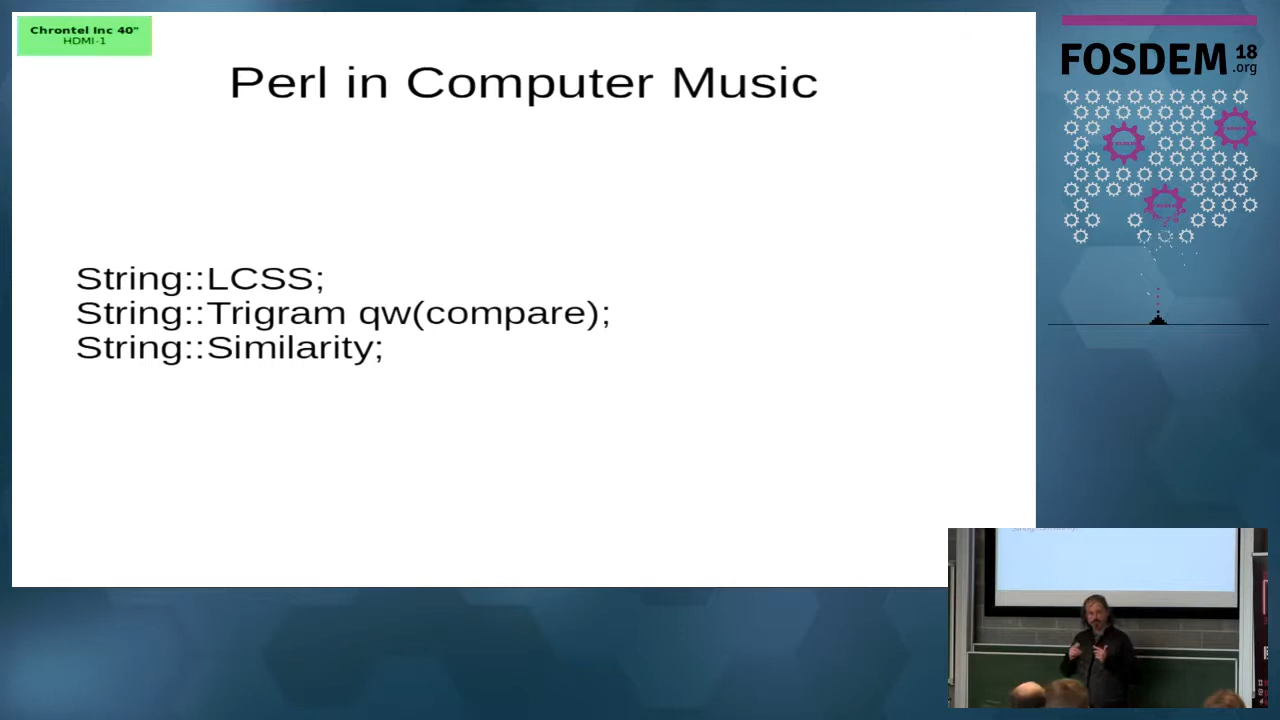 Chrontel Inc 40"
HDMI-1
Perl in Computer Music
String::LCSS;
String::Trigram qw(compare);
String::Similarity;
FOSDEM 18
.org